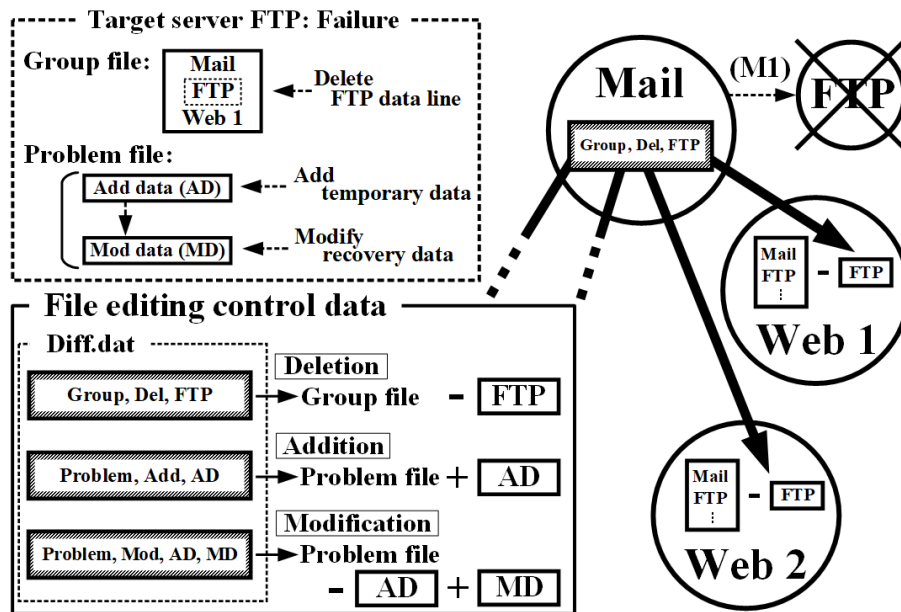 Target server FTP: Failure
Group file:
Mail
FTP
Web 1
Delete
FTP data line
Problem file:
Add data (AD)
Add
temporary data
Mod data (MD)
Modify
recovery data
Mail
Group, Del, FTP
(M1)
FTP
Mail
FTP
⋮
-
FTP
Web 1
Mail
FTP
⋮
-
FTP
Web 2
File editing control data
Diff.dat
Deletion
Group, Del, FTP
Group file - FTP
Addition
Problem, Add, AD
Problem file + AD
Modification
Problem, Mod, AD, MD
Problem file
- AD + MD